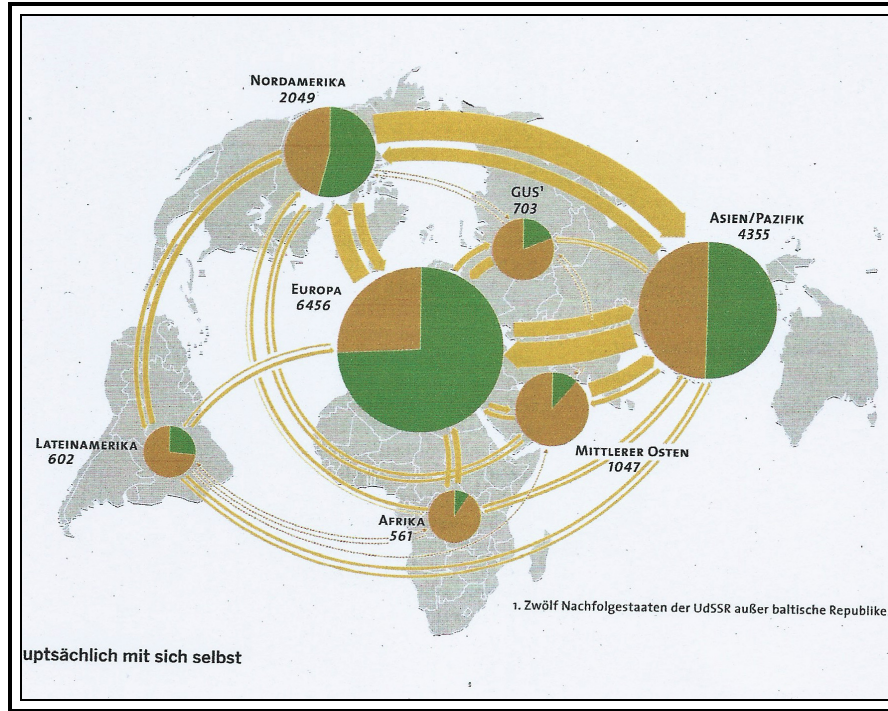 NORDAMERIKA
2049
GUS¹
703
ASIEN/PAZIFIK
4355
EUROPA
6456
LATEINAMERIKA
602
MITTLERER OSTEN
1047
AFRIKA
561
1. Zwölf Nachfolgestaaten der UdSSR außer baltische Republike
uptsächlich mit sich selbst